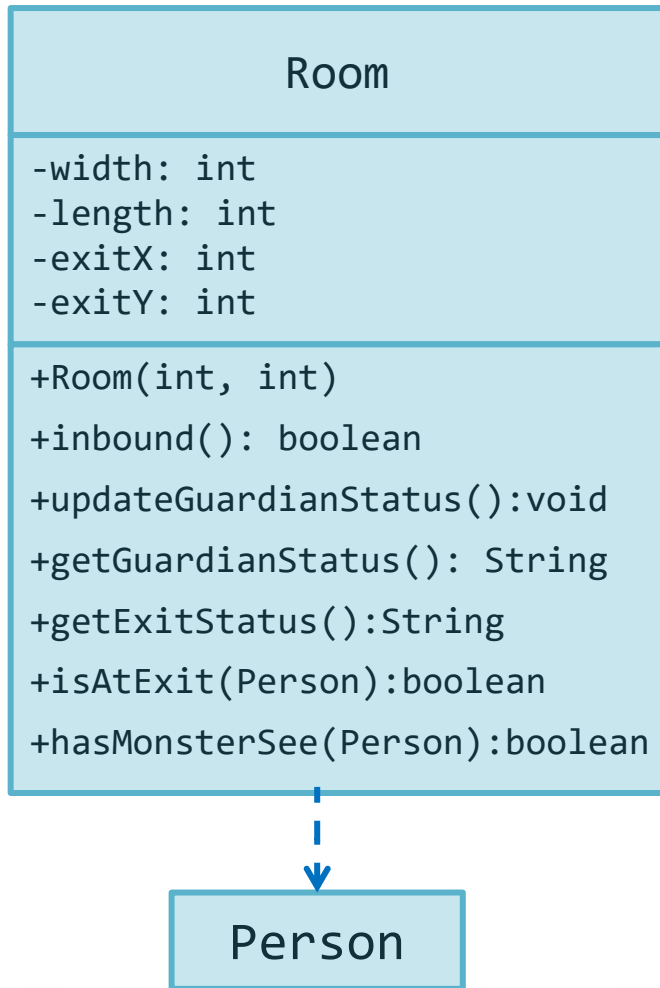 Room
-width: int
-length: int
-exitX: int
-exitY: int
+Room(int, int)
+inbound(): boolean
+updateGuardianStatus():void
+getGuardianStatus(): String
+getExitStatus():String
+isAtExit(Person):boolean
+hasMonsterSee(Person):boolean
Person